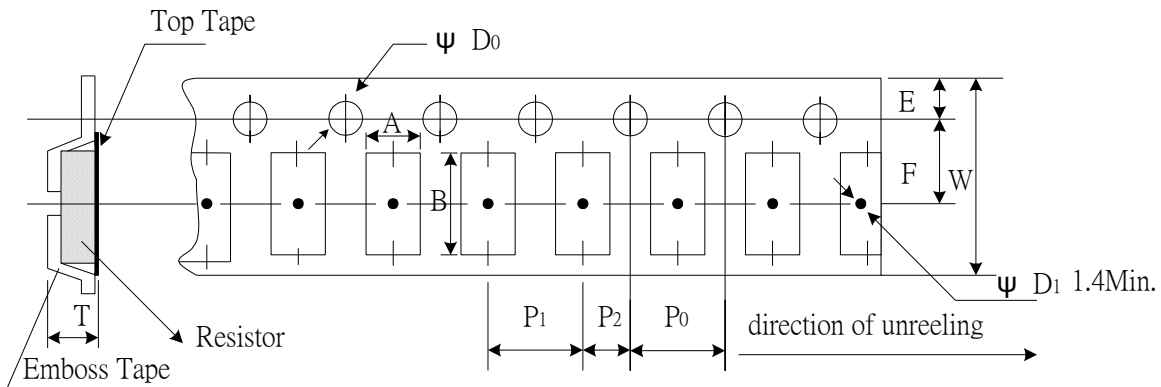 Top Tape
ψ D0
A
B
E
F
W
T
P1
P2
P0
ψ D1 1.4Min.
direction of unreeling
Resistor
Emboss Tape